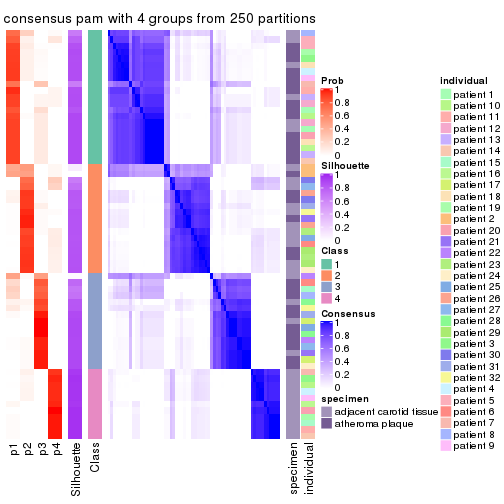 consensus pam with 4 groups from 250 partitions
Prob
1
0.8
0.6
0.4
0.2
0
Silhouette
1
0.8
0.6
0.4
0.2
0
Class
1
2
3
4
Consensus
1
0.8
0.6
0.4
0.2
0
specimen
adjacent carotid tissue
atheroma plaque
individual
patient 1
patient 10
patient 11
patient 12
patient 13
patient 14
patient 15
patient 16
patient 17
patient 18
patient 19
patient 2
patient 20
patient 21
patient 22
patient 23
patient 24
patient 25
patient 26
patient 27
patient 28
patient 29
patient 3
patient 30
patient 31
patient 32
patient 4
patient 5
patient 6
patient 7
patient 8
patient 9
p1
p2
p3
p4
Silhouette
Class
specimen
individual